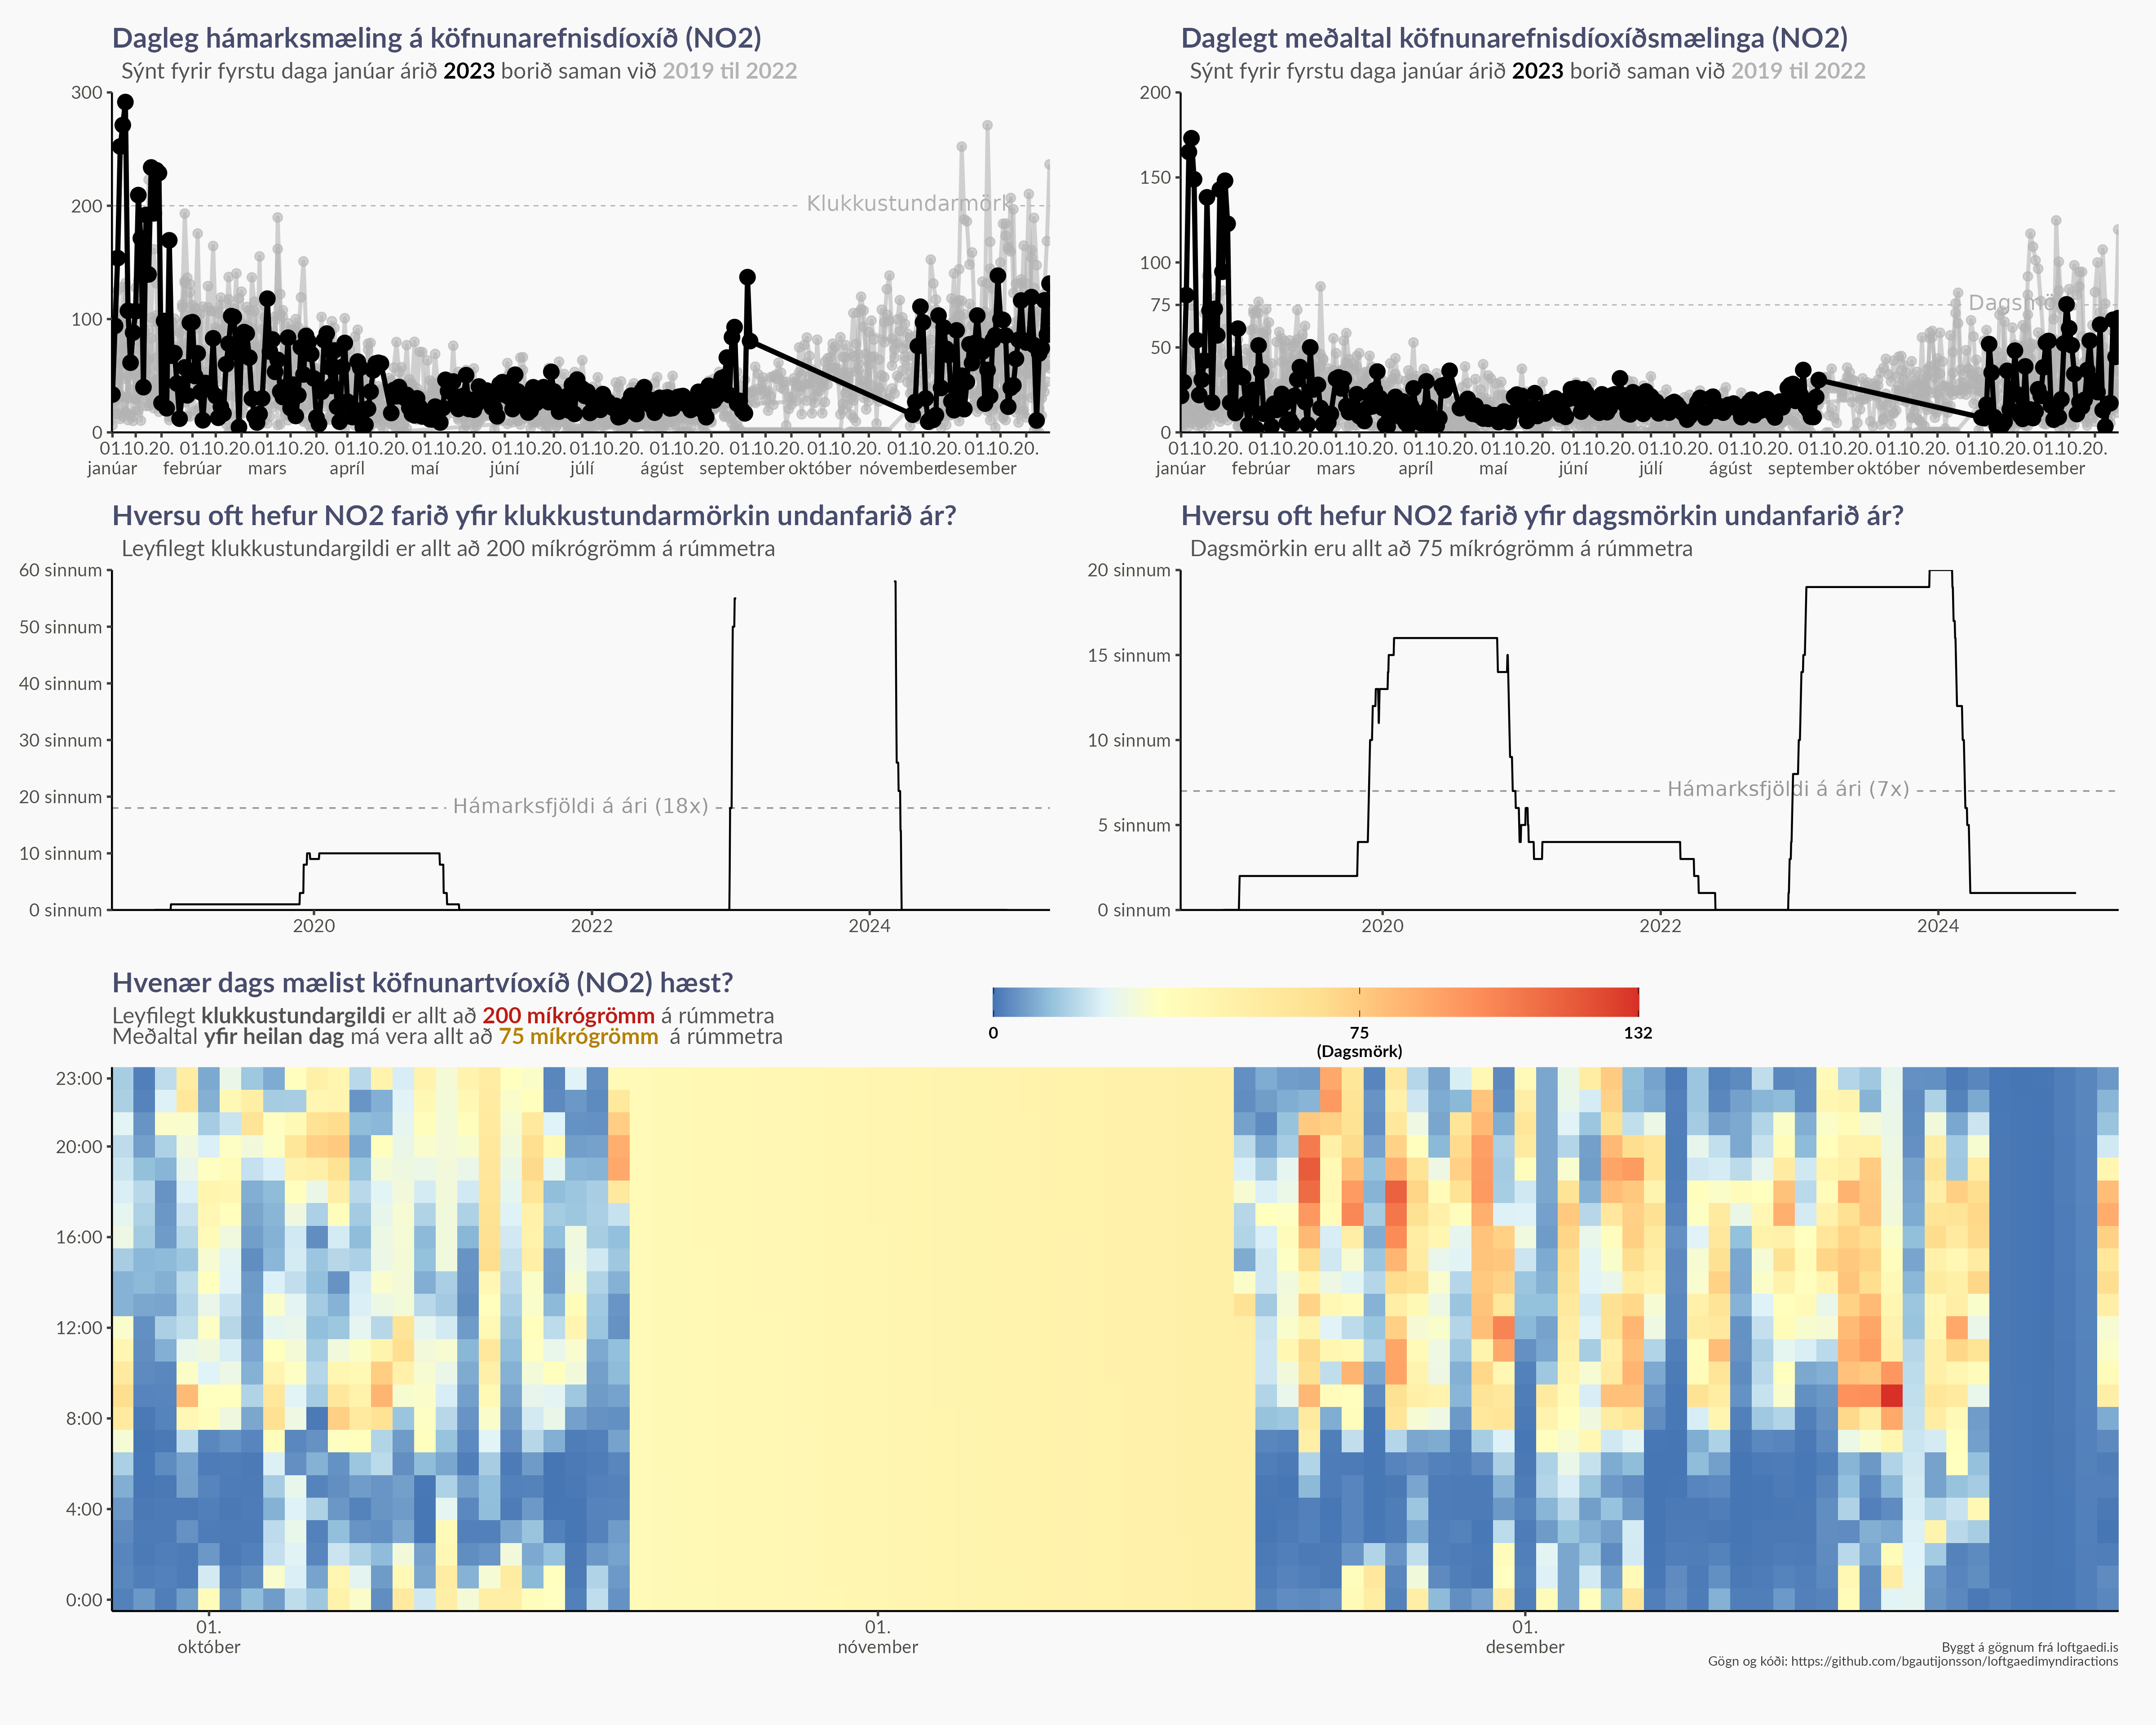 Dagleg hámarksmæling á köfnunarefnisdíoxíð (NO2)
Sýnt fyrir fyrstu daga janúar árið 2023 borið saman við 2019 til 2022
300
200
100
0
Klukkustundarmörk
01.10.20. 01.10.20. 01.10.20. 01.10.20. 01.10.20. 01.10.20. 01.10.20. 01.10.20. 01.10.20. 01.10.20. 01.10.20. 01.10.20.
janúar febrúar mars apríl maí júní júlí ágúst september október nóvember desember
Daglegt meðaltal köfnunarefnisdíoxíðsmælinga (NO2)
Sýnt fyrir fyrstu daga janúar árið 2023 borið saman við 2019 til 2022
200
150
100
75
50
0
01.10.20. 01.10.20. 01.10.20. 01.10.20. 01.10.20. 01.10.20. 01.10.20. 01.10.20. 01.10.20. 01.10.20. 01.10.20. 01.10.20.
janúar febrúar mars apríl maí júní júlí ágúst september október nóvember desember
Hversu oft hefur NO2 farið yfir klukkustundarmörkin undanfarið ár?
Leyfilegt klukkustundargildi er allt að 200 míkrógrömm á rúmmetra
60 sinnum
50 sinnum
40 sinnum
30 sinnum
20 sinnum
10 sinnum
0 sinnum
Hámarksfjöldi á ári (18x)
2020 2022 2024
Hversu oft hefur NO2 farið yfir dagsmörkin undanfarið ár?
Dagsmörkin eru allt að 75 míkrógrömm á rúmmetra
20 sinnum
15 sinnum
10 sinnum
5 sinnum
0 sinnum
Hámarksfjöldi á ári (7x)
2020 2022 2024
Hvenær dags mælist köfnunartvíoxíð (NO2) hæst?
Leyfilegt klukkustundargildi er allt að 200 míkrógrömm á rúmmetra
Meðaltal yfir heilan dag má vera allt að 75 míkrógrömm á rúmmetra
0 75 132
(Dagsmörk)
23:00
20:00
16:00
12:00
8:00
4:00
0:00
01. 01. 01.
október nóvember desember
Byggt á gögnum frá loftgaedi.is
Gögn og kóði: https://github.com/bgautijonsson/loftgaedimyndiractions